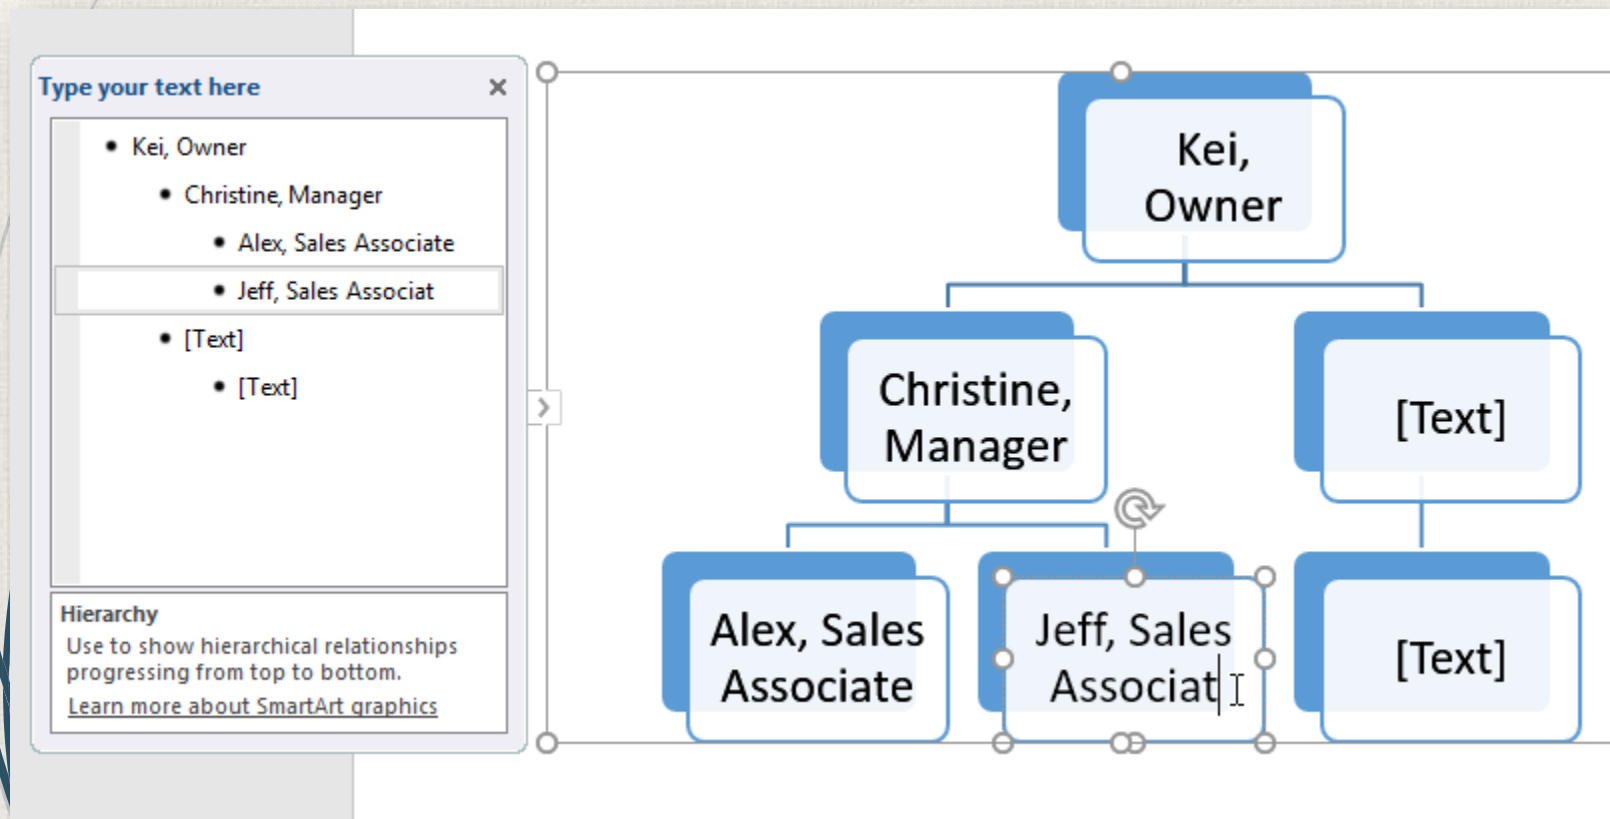 Type your text here
Kei, Owner
Christine, Manager
Alex, Sales Associate
Jeff, Sales Associat
[Text]
[Text]
Hierarchy
Use to show hierarchical relationships
progressing from top to bottom.
Learn more about SmartArt graphics
Kei,
Owner
Christine,
Manager
[Text]
Alex, Sales
Associate
Jeff, Sales
Associat
[Text]